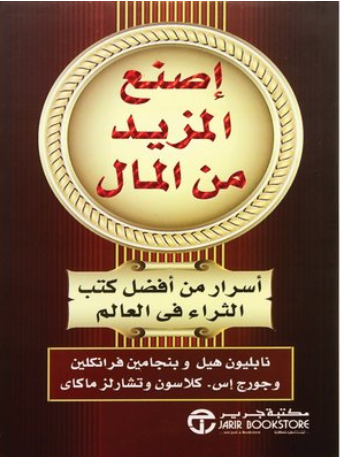 إصنع
المزيد
من المال
أسرار من أفضل كتب
الثراء فى العالم
نابليون هيل و بنجامين فرانكلين
وجورج إس. كلاسون وتشارلز ماكاى
مكتبة جرير
JARIR BOOKSTORE